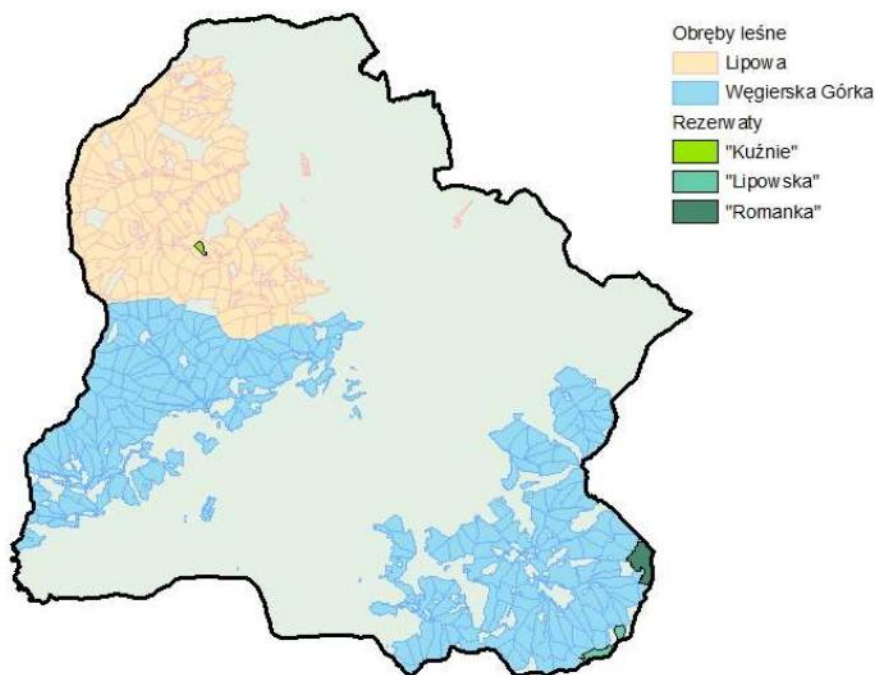 Obręby leśne
Lipowa
Węgierska Górka
Rezerwaty
"Kuźnie"
"Lipowska"
"Romanka"